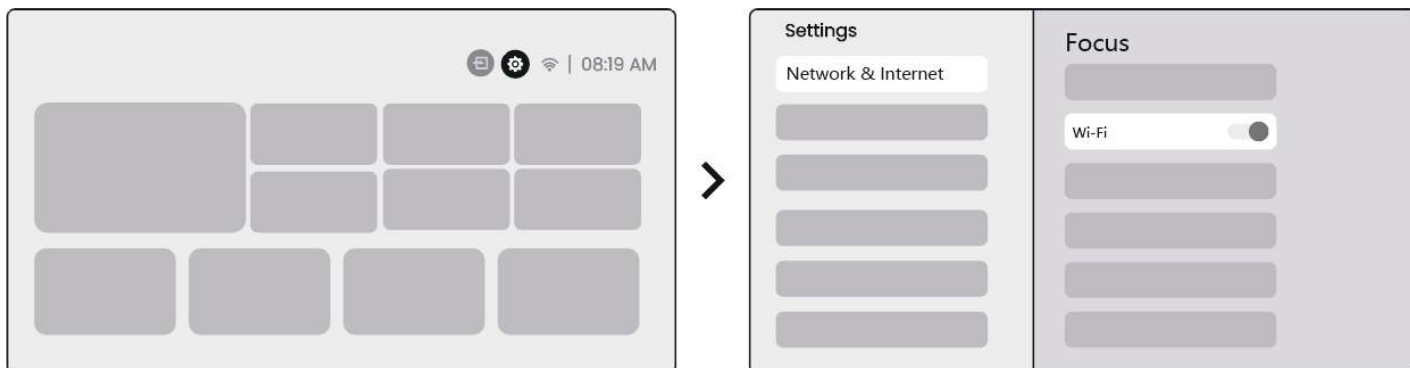 08:19 AM
Settings
Network & Internet
Focus
Wi-Fi